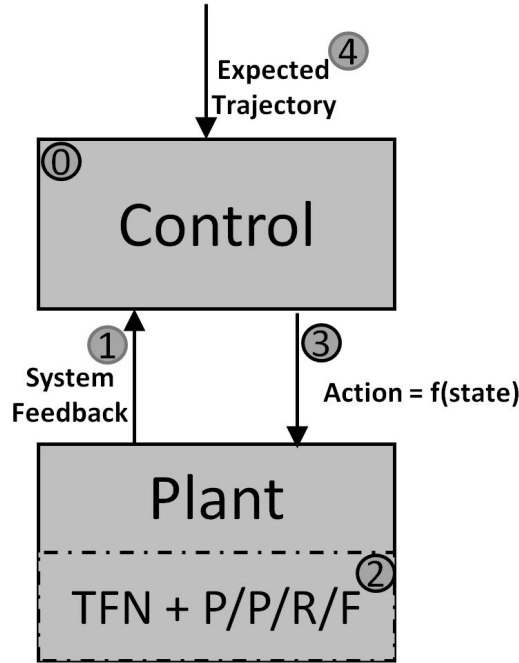 4
Expected
Trajectory
0
Control
1
System
Feedback
3
Action = f(state)
Plant
2
TFN + P/P/R/F